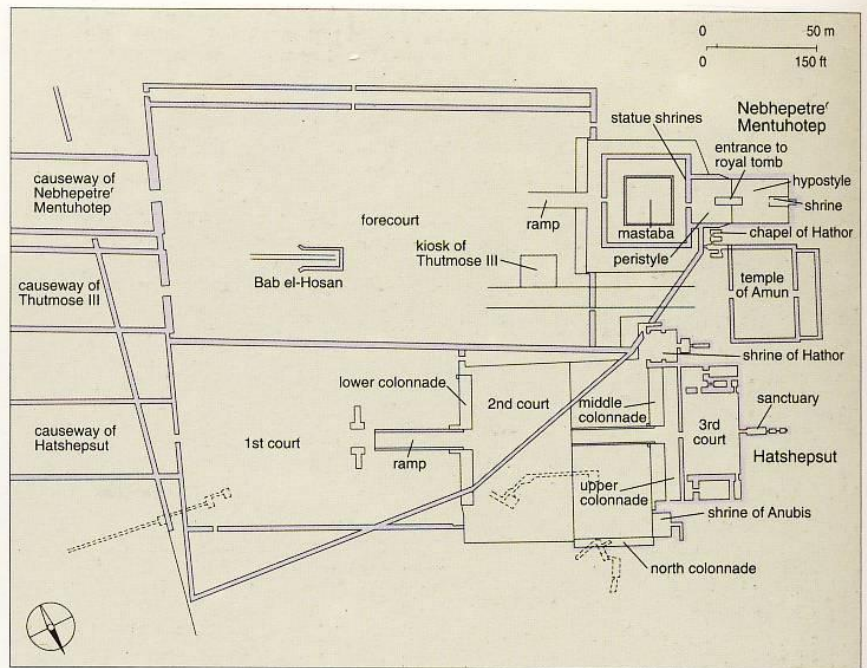 0 50 m
0 150 ft
Nebhepetreʳ
Mentuhotep
statue shrines
entrance to
royal tomb
hypostyle
shrine
causeway of
Nebhepetreʳ
Mentuhotep
forecourt
ramp
mastaba
chapel of Hathor
peristyle
kiosk of
Thutmose III
Bab el-Hosan
temple
of Amun
causeway of
Thutmose III
shrine of Hathor
lower colonnade
2nd court
middle
colonnade
sanctuary
3rd
court
causeway of
Hatshepsut
1st court
ramp
Hatshepsut
upper
colonnade
shrine of Anubis
north colonnade